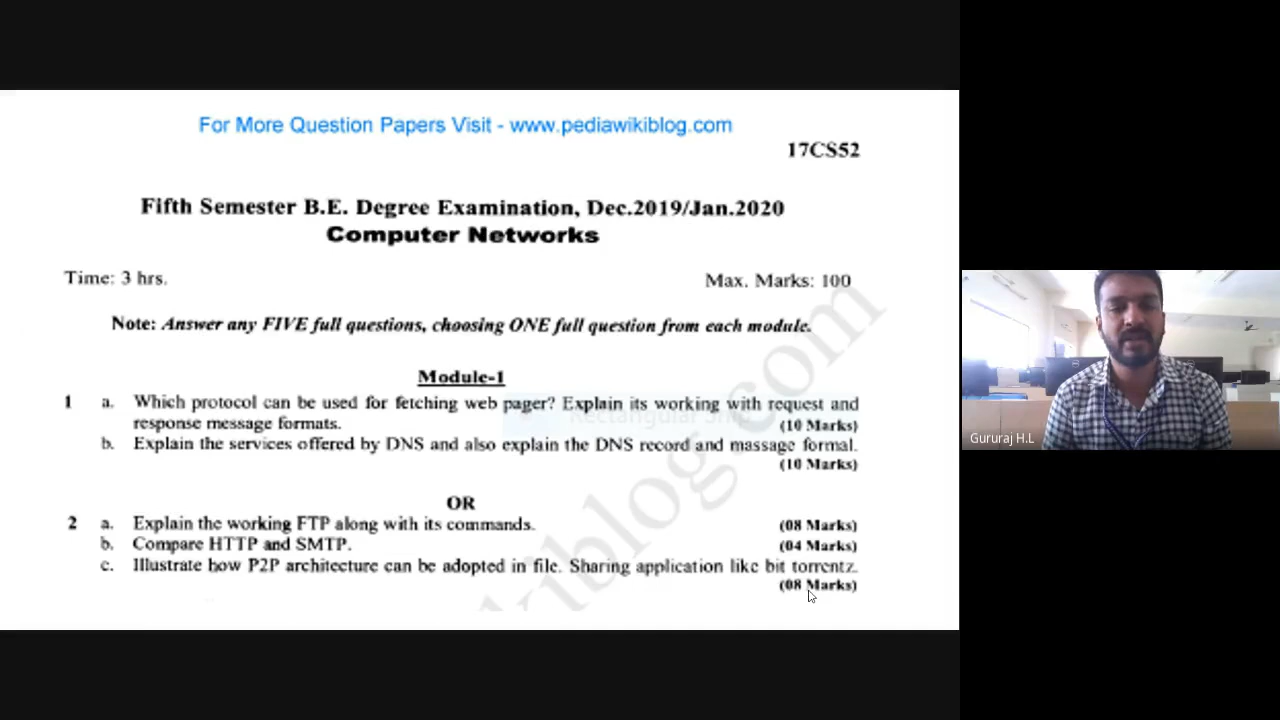 For More Question Papers Visit - www.pediawikiblog.com
17CS52
Fifth Semester B.E. Degree Examination, Dec.2019/Jan.2020
Computer Networks
Time: 3 hrs.
Max. Marks: 100
Note: Answer any FIVE full questions, choosing ONE full question from each module.
Module-1
1 a. Which protocol can be used for fetching web pager? Explain its working with request and
response message formats. (10 Marks)
b. Explain the services offered by DNS and also explain the DNS record and massage formal.
(10 Marks)
OR
2 a. Explain the working FTP along with its commands. (08 Marks)
b. Compare HTTP and SMTP. (04 Marks)
c. Illustrate how P2P architecture can be adopted in file. Sharing application like bit torrentz.
(08 Marks)
kiblog.com
Gururaj H.L